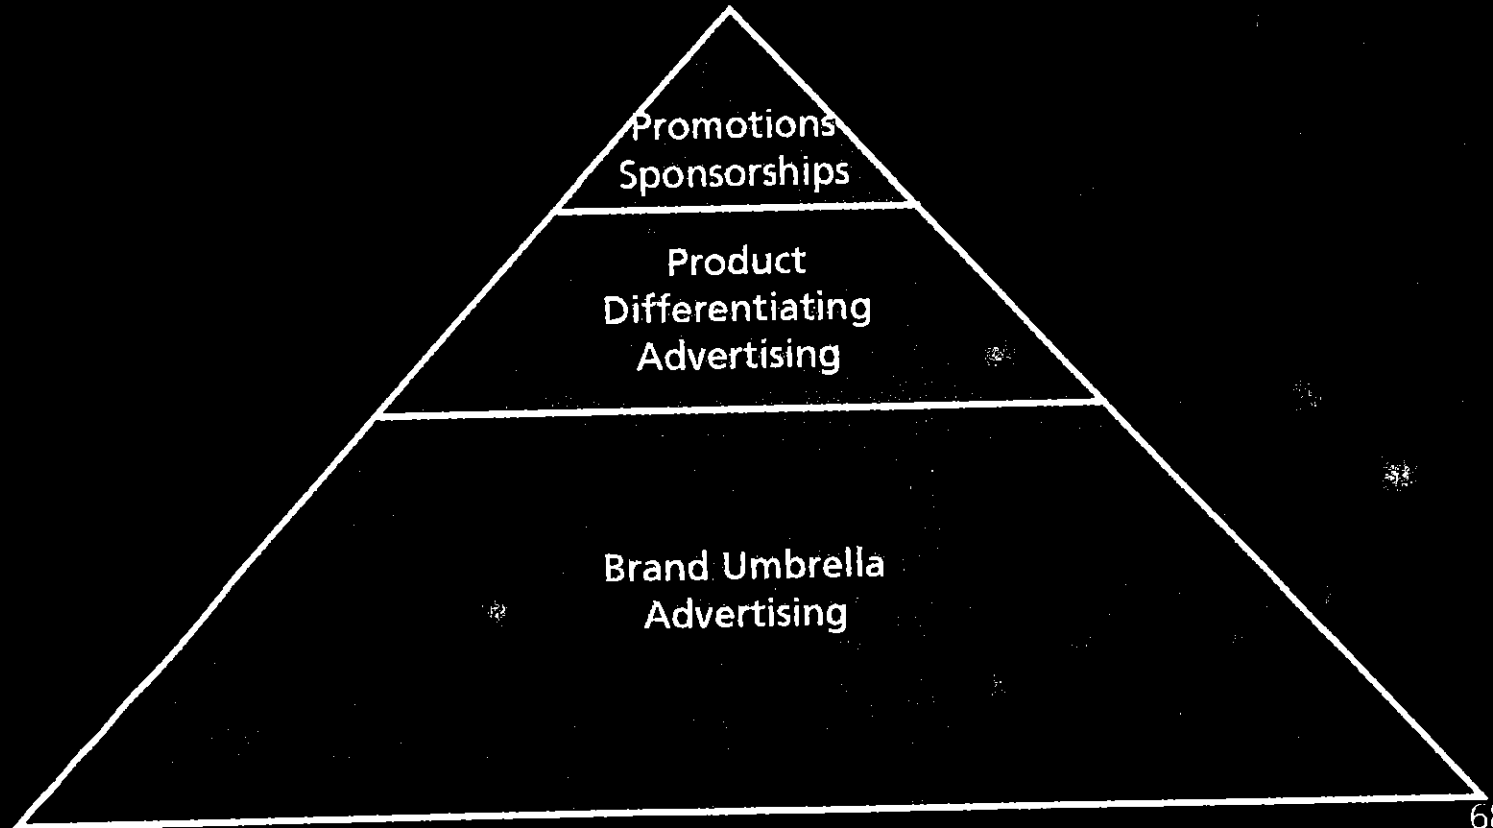 Promotions
Sponsorships
Product
Differentiating
Advertising
Brand Umbrella
Advertising